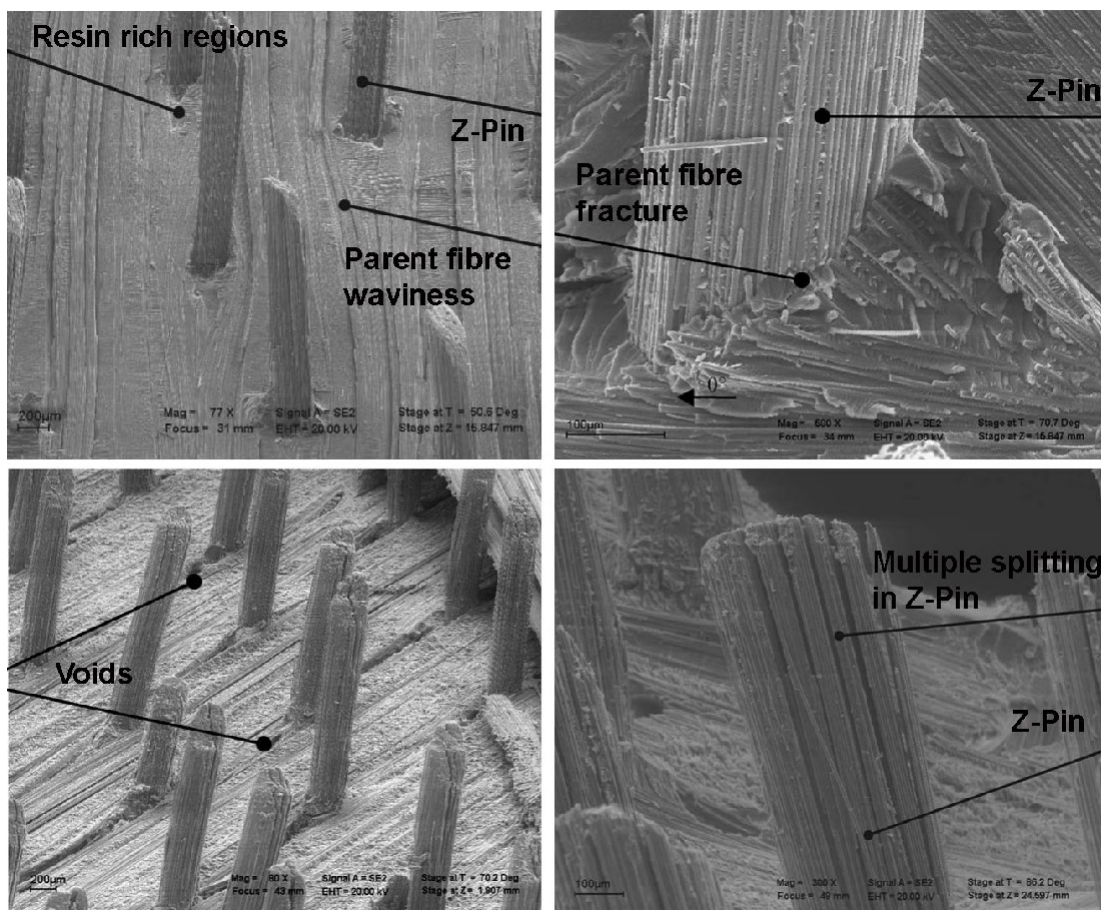 Resin rich regions
Z-Pin
Parent fibre
waviness
200µm
Mag = 77 X
Focus = 31 mm
Signal A = SE2
EHT = 20.00 kV
Stage at T = 50.6 Deg
Stage at Z = 15.847 mm
Z-Pin
Parent fibre
fracture
0°
100µm
Mag = 500 X
Focus = 34 mm
Signal A = SE2
EHT = 20.00 kV
Stage at T = 70.7 Deg
Stage at Z = 15.847 mm
Voids
200µm
Mag = 80 X
Focus = 43 mm
Signal A = SE2
EHT = 20.00 kV
Stage at T = 70.2 Deg
Stage at Z = 1.907 mm
Multiple splitting
in Z-Pin
Z-Pin
100µm
Mag = 300 X
Focus = 49 mm
Signal A = SE2
EHT = 20.00 kV
Stage at T = 66.2 Deg
Stage at Z = 24.597 mm